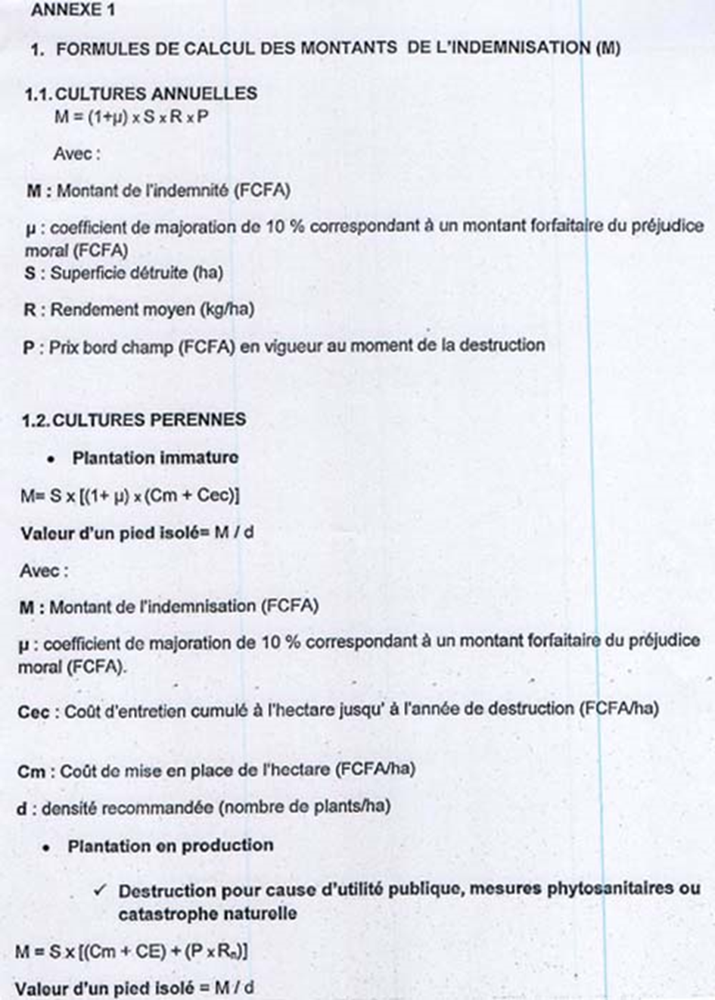 ANNEXE 1
1. FORMULES DE CALCUL DES MONTANTS DE L'INDEMNISATION (M)
1.1. CULTURES ANNUELLES
M = (1+µ) x S x R x P
Avec :
M : Montant de l'indemnité (FCFA)
µ : coefficient de majoration de 10 % correspondant à un montant forfaitaire du préjudice
moral (FCFA)
S : Superficie détruite (ha)
R : Rendement moyen (kg/ha)
P : Prix bord champ (FCFA) en vigueur au moment de la destruction
1.2. CULTURES PERENNES
• Plantation immature
M= S x [(1+ µ) x (Cm + Cec)]
Valeur d'un pied isolé= M / d
Avec :
M : Montant de l'indemnisation (FCFA)
µ : coefficient de majoration de 10 % correspondant à un montant forfaitaire du préjudice
moral (FCFA).
Cec : Coût d'entretien cumulé à l'hectare jusqu' à l'année de destruction (FCFA/ha)
Cm : Coût de mise en place de l'hectare (FCFA/ha)
d : densité recommandée (nombre de plants/ha)
• Plantation en production
✓ Destruction pour cause d'utilité publique, mesures phytosanitaires ou
catastrophe naturelle
M = S x [(Cm + CE) + (P x Rₙ)]
Valeur d'un pied isolé = M / d